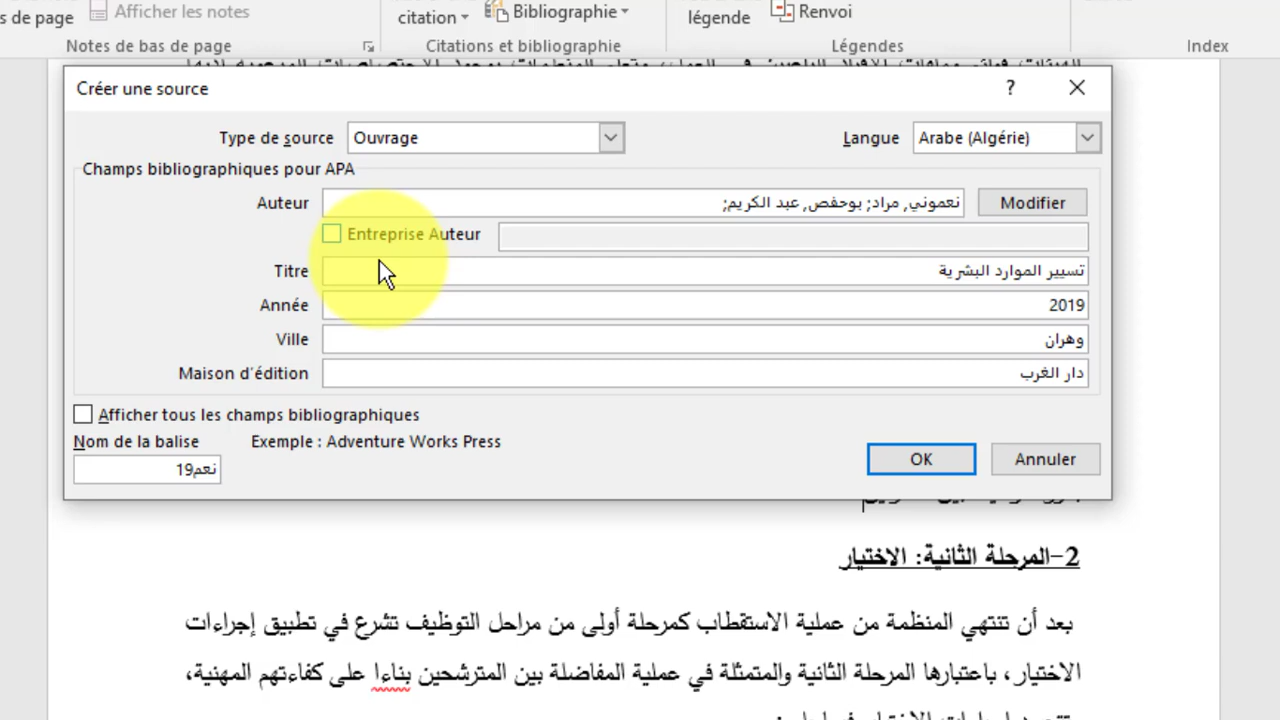 Afficher les notes
s de page
citation
Bibliographie
légende
Renvoi
Notes de bas de page
Citations et bibliographie
Légendes
Index
Créer une source
?
Type de source
Ouvrage
Langue
Arabe (Algérie)
Champs bibliographiques pour APA
Auteur
نعموني, مراد; بوحفص, عبد الكريم;
Modifier
Entreprise Auteur
Titre
تسيير الموارد البشرية
Année
2019
Ville
وهران
Maison d'édition
دار الغرب
Afficher tous les champs bibliographiques
Nom de la balise
Exemple : Adventure Works Press
نعم19
OK
Annuler
2-المرحلة الثانية: الاختيار
بعد أن تنتهي المنظمة من عملية الاستقطاب كمرحلة أولى من مراحل التوظيف تشرع في تطبيق إجراءات
الاختيار، باعتبارها المرحلة الثانية والمتمثلة في عملية المفاضلة بين المترشحين بناءا على كفاءتهم المهنية،